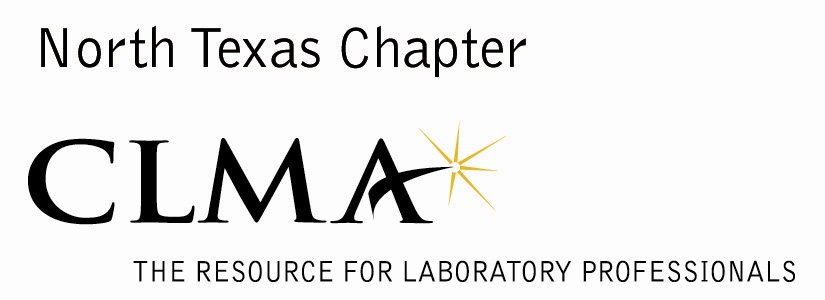 North Texas Chapter
CLMA
THE RESOURCE FOR LABORATORY PROFESSIONALS